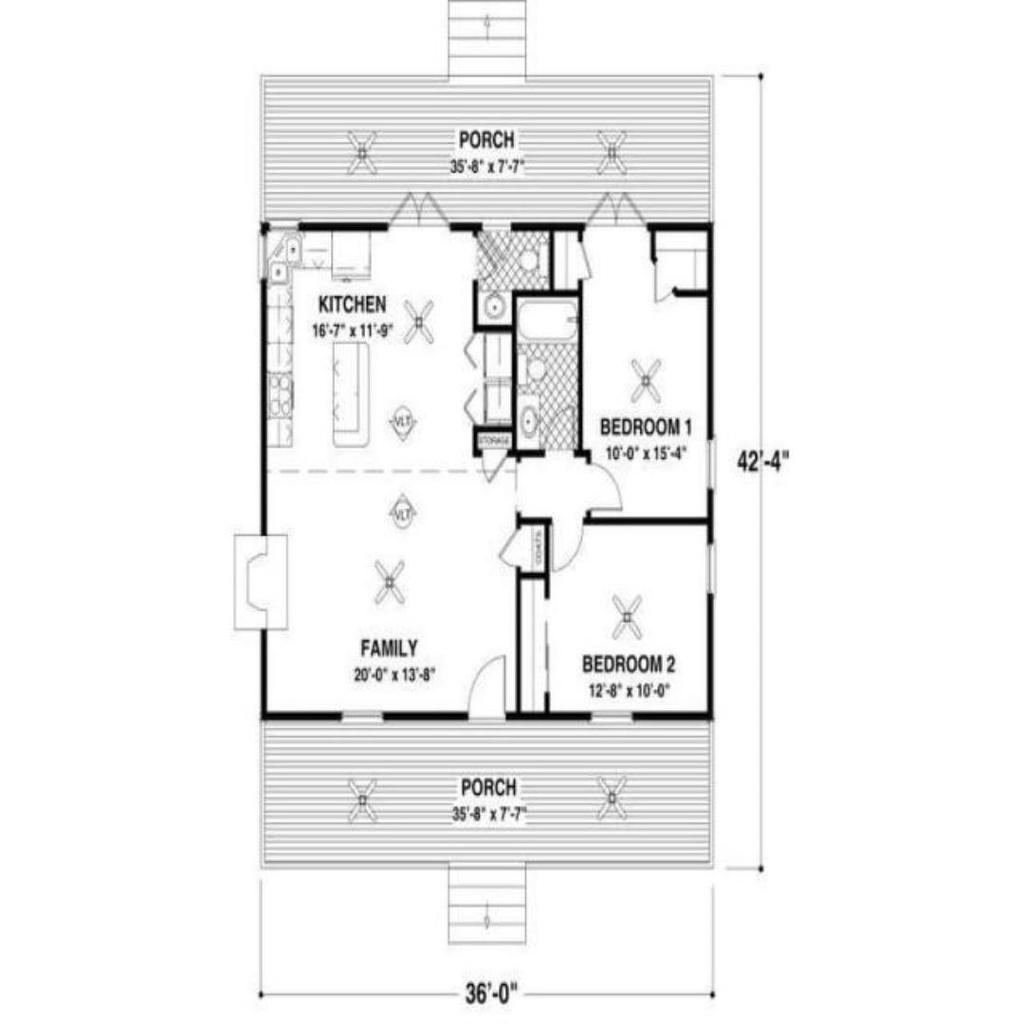 PORCH
35'-8" x 7'-7"
KITCHEN
16'-7" x 11'-9"
VLT
STORAGE
BEDROOM 1
10'-0" x 15'-4"
42'-4"
VLT
COATS
FAMILY
20'-0" x 13'-8"
BEDROOM 2
12'-8" x 10'-0"
PORCH
35'-8" x 7'-7"
36'-0"